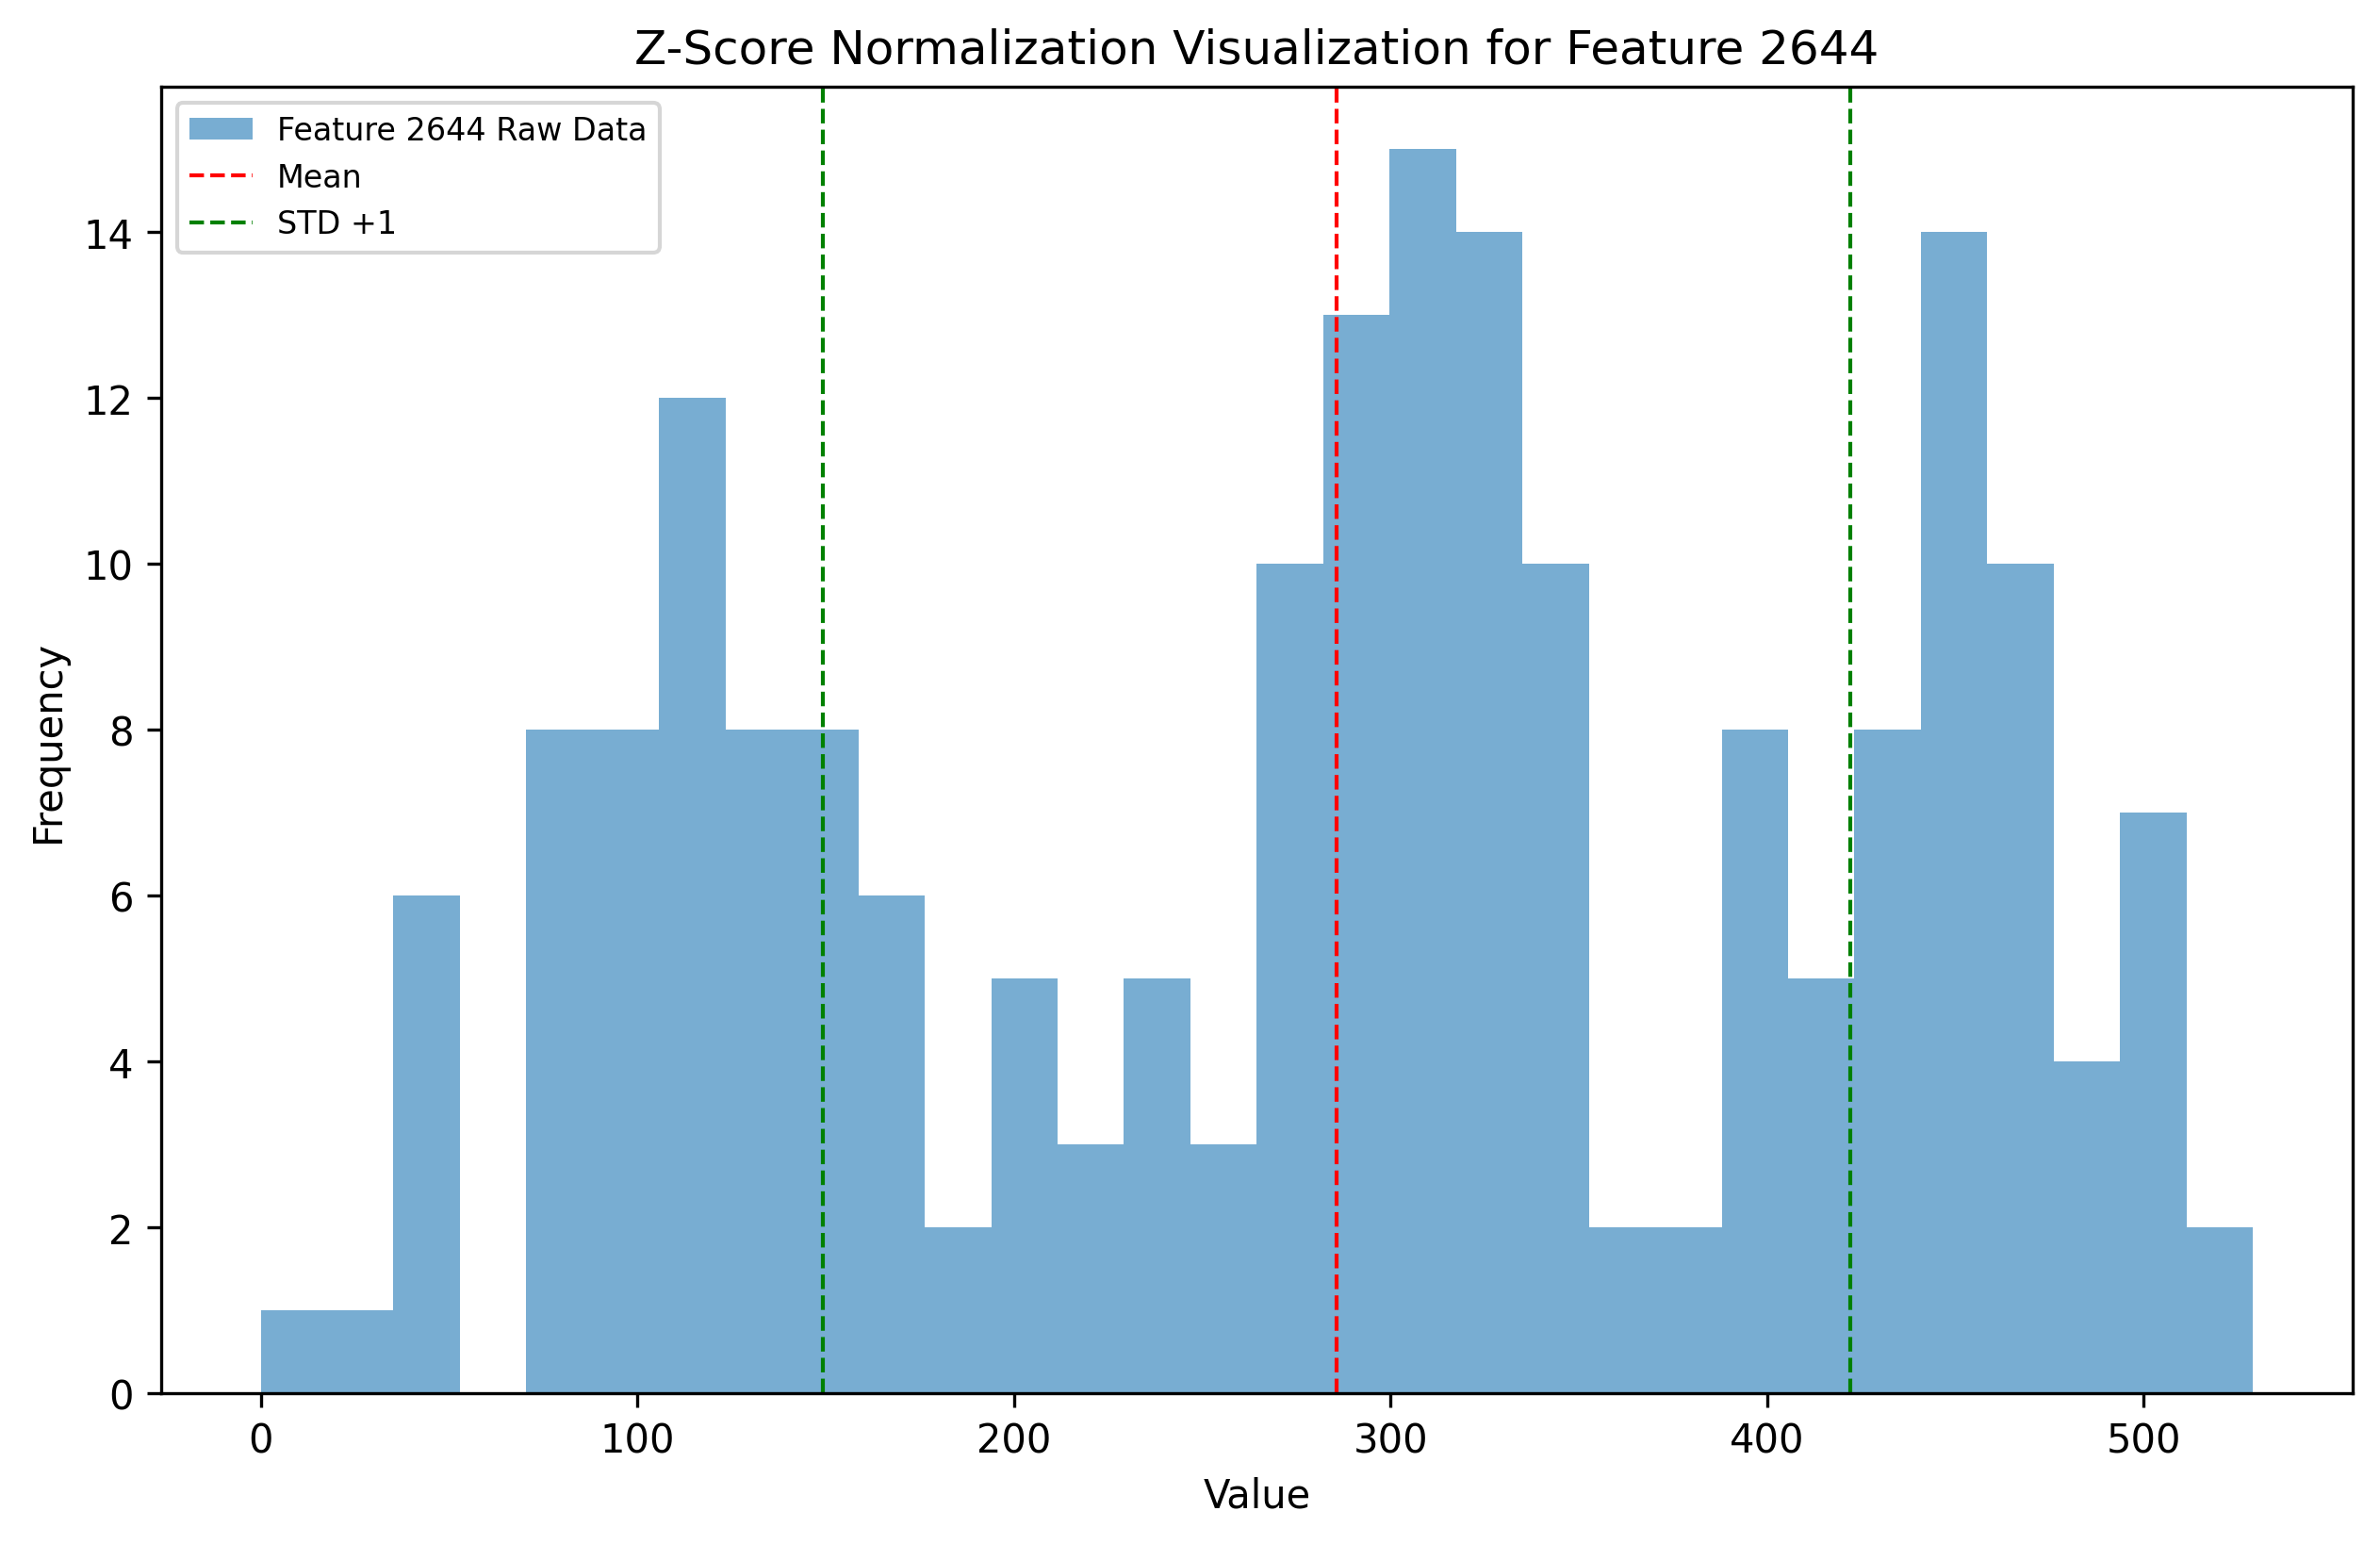 Z-Score Normalization Visualization for Feature 2644
Feature 2644 Raw Data
Mean
STD +1
14
12
10
8
6
4
2
0
Frequency
0 100 200 300 400 500
Value